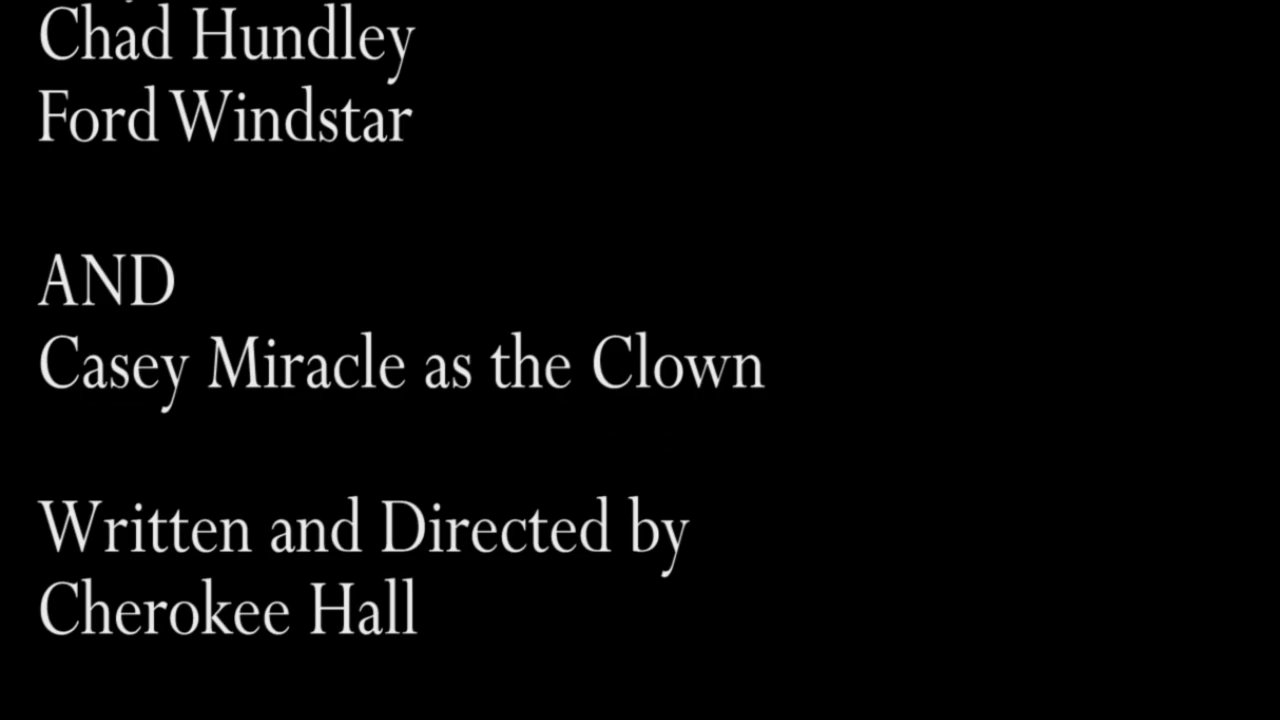 Chad Hundley
Ford Windstar
AND
Casey Miracle as the Clown
Written and Directed by
Cherokee Hall